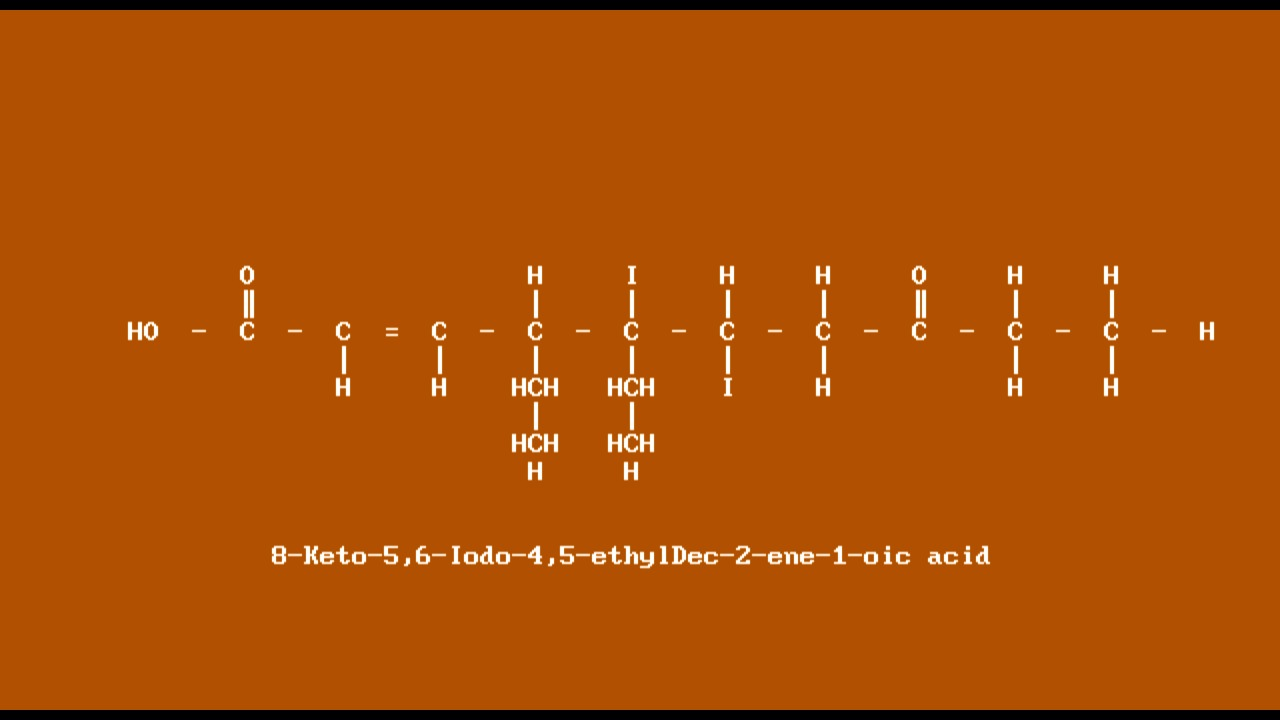 O H I H H O H H
HO - C - C = C - C - C - C - C - C - C - C - H
H H HCH HCH I H H H
HCH HCH
H H
8-Keto-5,6-Iodo-4,5-ethylDec-2-ene-1-oic acid